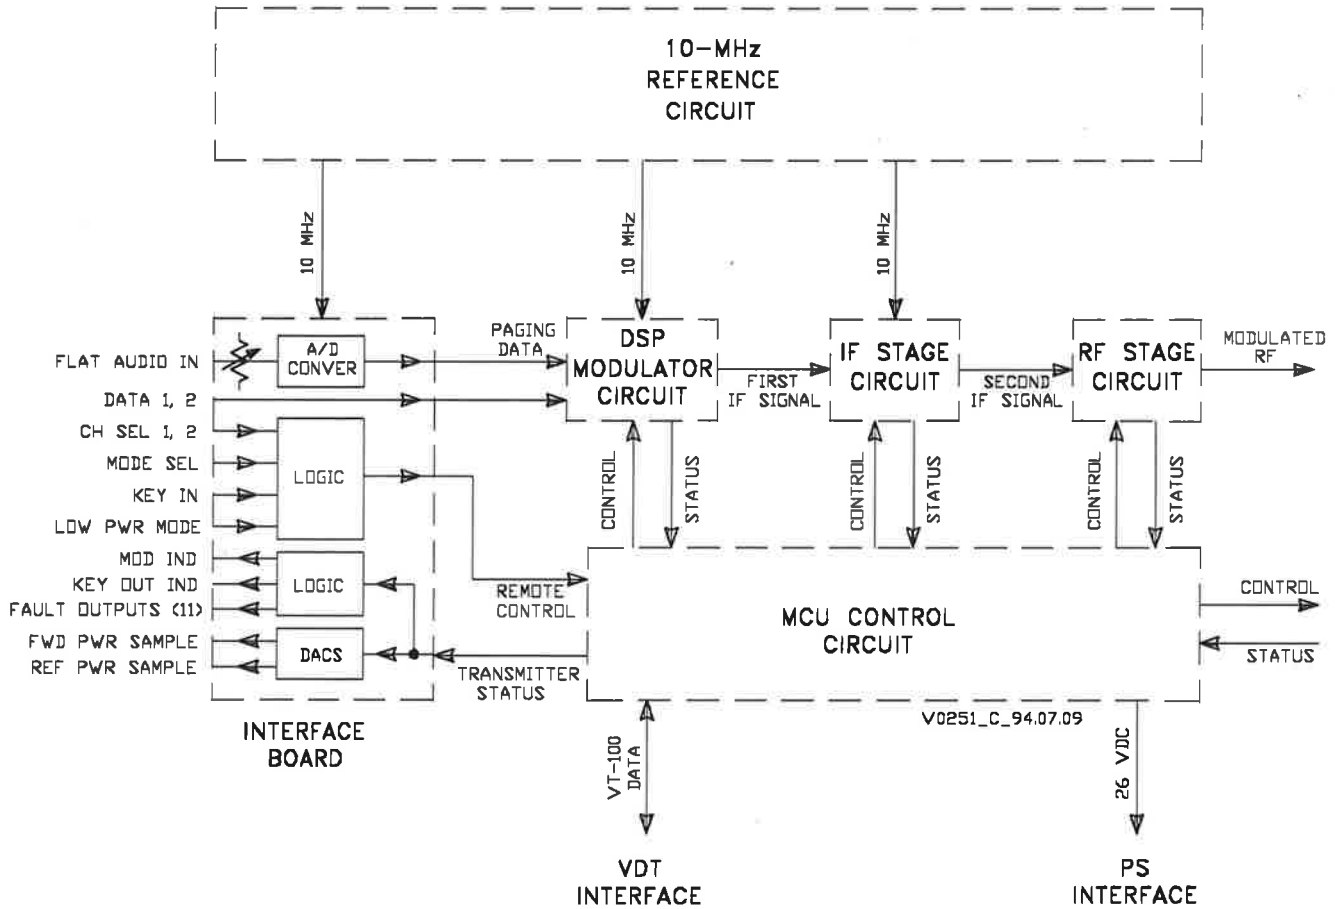 10-MHz
REFERENCE
CIRCUIT
10 MHz
10 MHz
10 MHz
FLAT AUDIO IN
A/D
CONVER
PAGING
DATA
DSP
MODULATOR
CIRCUIT
FIRST
IF SIGNAL
IF STAGE
CIRCUIT
SECOND
IF SIGNAL
RF STAGE
CIRCUIT
MODULATED
RF
DATA 1, 2
CH SEL 1, 2
MODE SEL
KEY IN
LOW PWR MODE
LOGIC
CONTROL
STATUS
CONTROL
STATUS
CONTROL
STATUS
MOD IND
KEY OUT IND
FAULT OUTPUTS (11)
LOGIC
REMOTE
CONTROL
MCU CONTROL
CIRCUIT
CONTROL
STATUS
FWD PWR SAMPLE
REF PWR SAMPLE
DACS
TRANSMITTER
STATUS
INTERFACE
BOARD
V0251_C_94.07.09
VT-100
DATA
26 VDC
VDT
INTERFACE
PS
INTERFACE